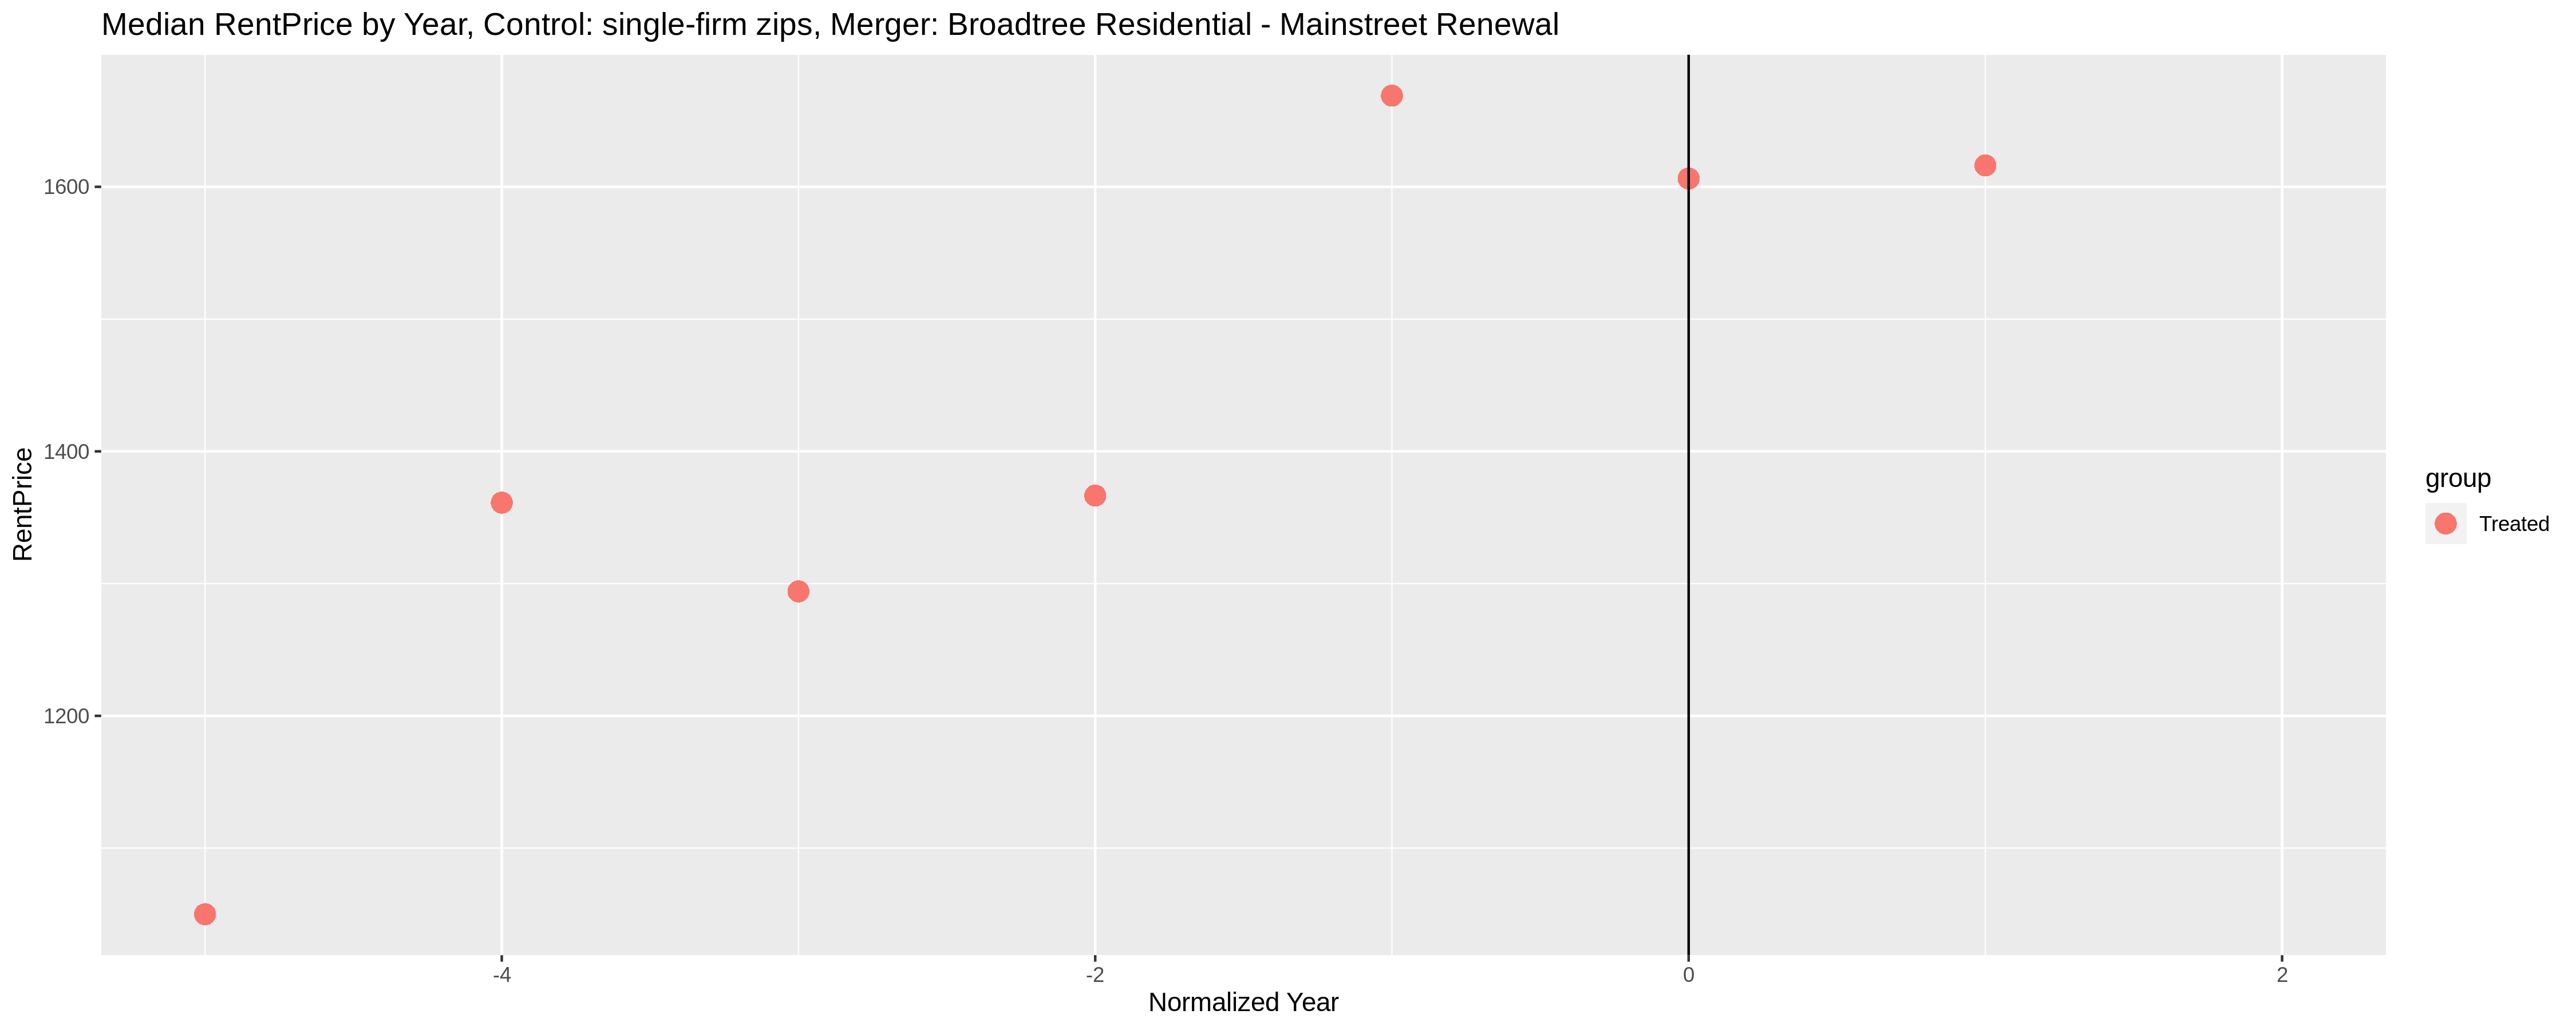 Median RentPrice by Year, Control: single-firm zips, Merger: Broadtree Residential - Mainstreet Renewal
RentPrice
1600
1400
1200
-4
-2
0
2
Normalized Year
group
Treated